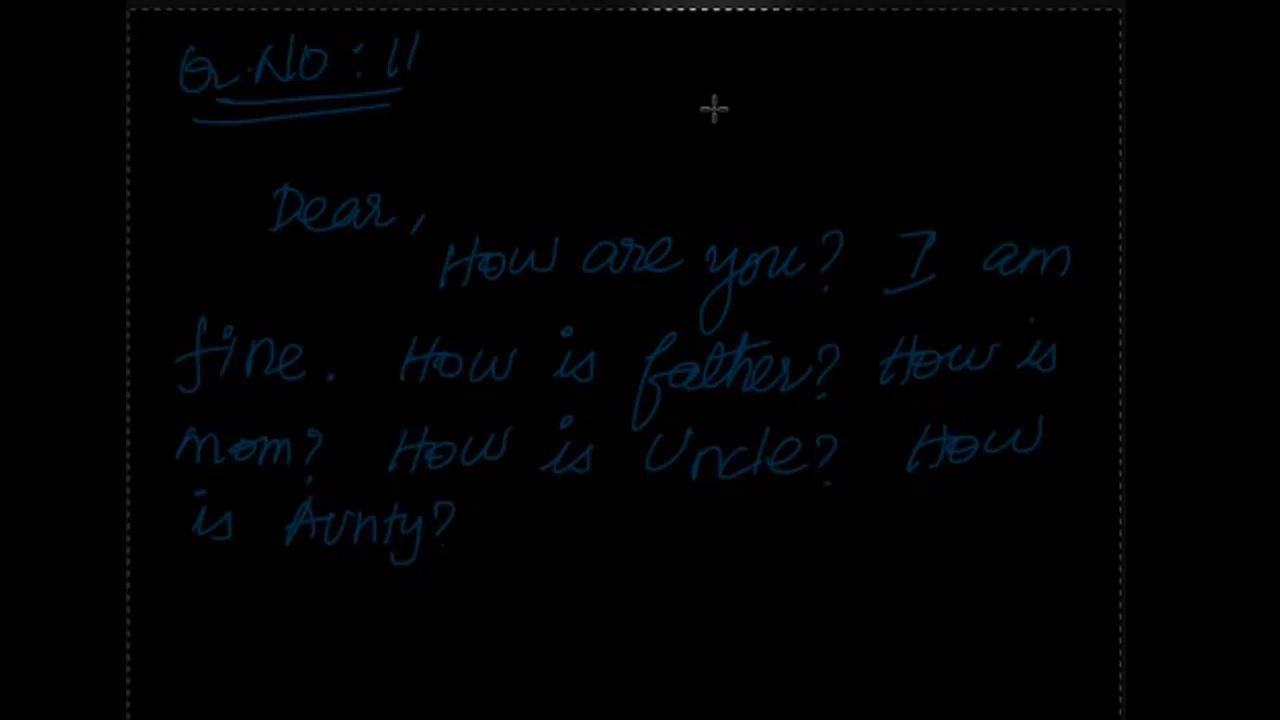 Qr.No : 11
Dear,
How are you? I am
fine. How is father? How is
mom? How is Uncle? How
is Aunty?